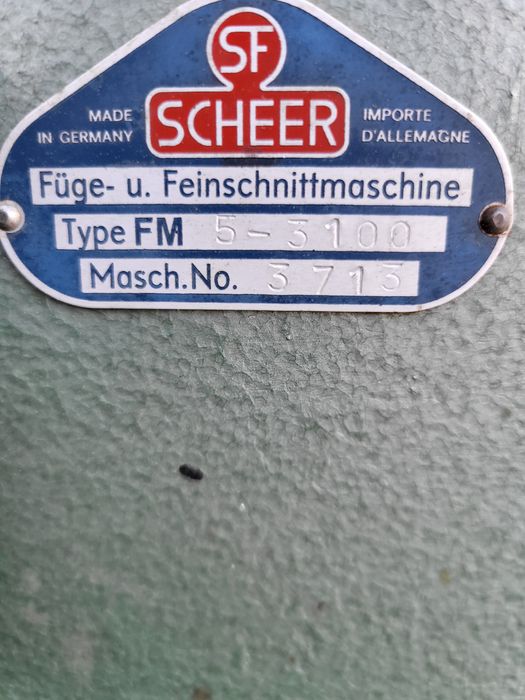 SF
SCHEER
MADE
IN GERMANY
IMPORTE
D'ALLEMAGNE
Füge- u. Feinschnittmaschine
Type FM 5-3100
Masch.No. 3713